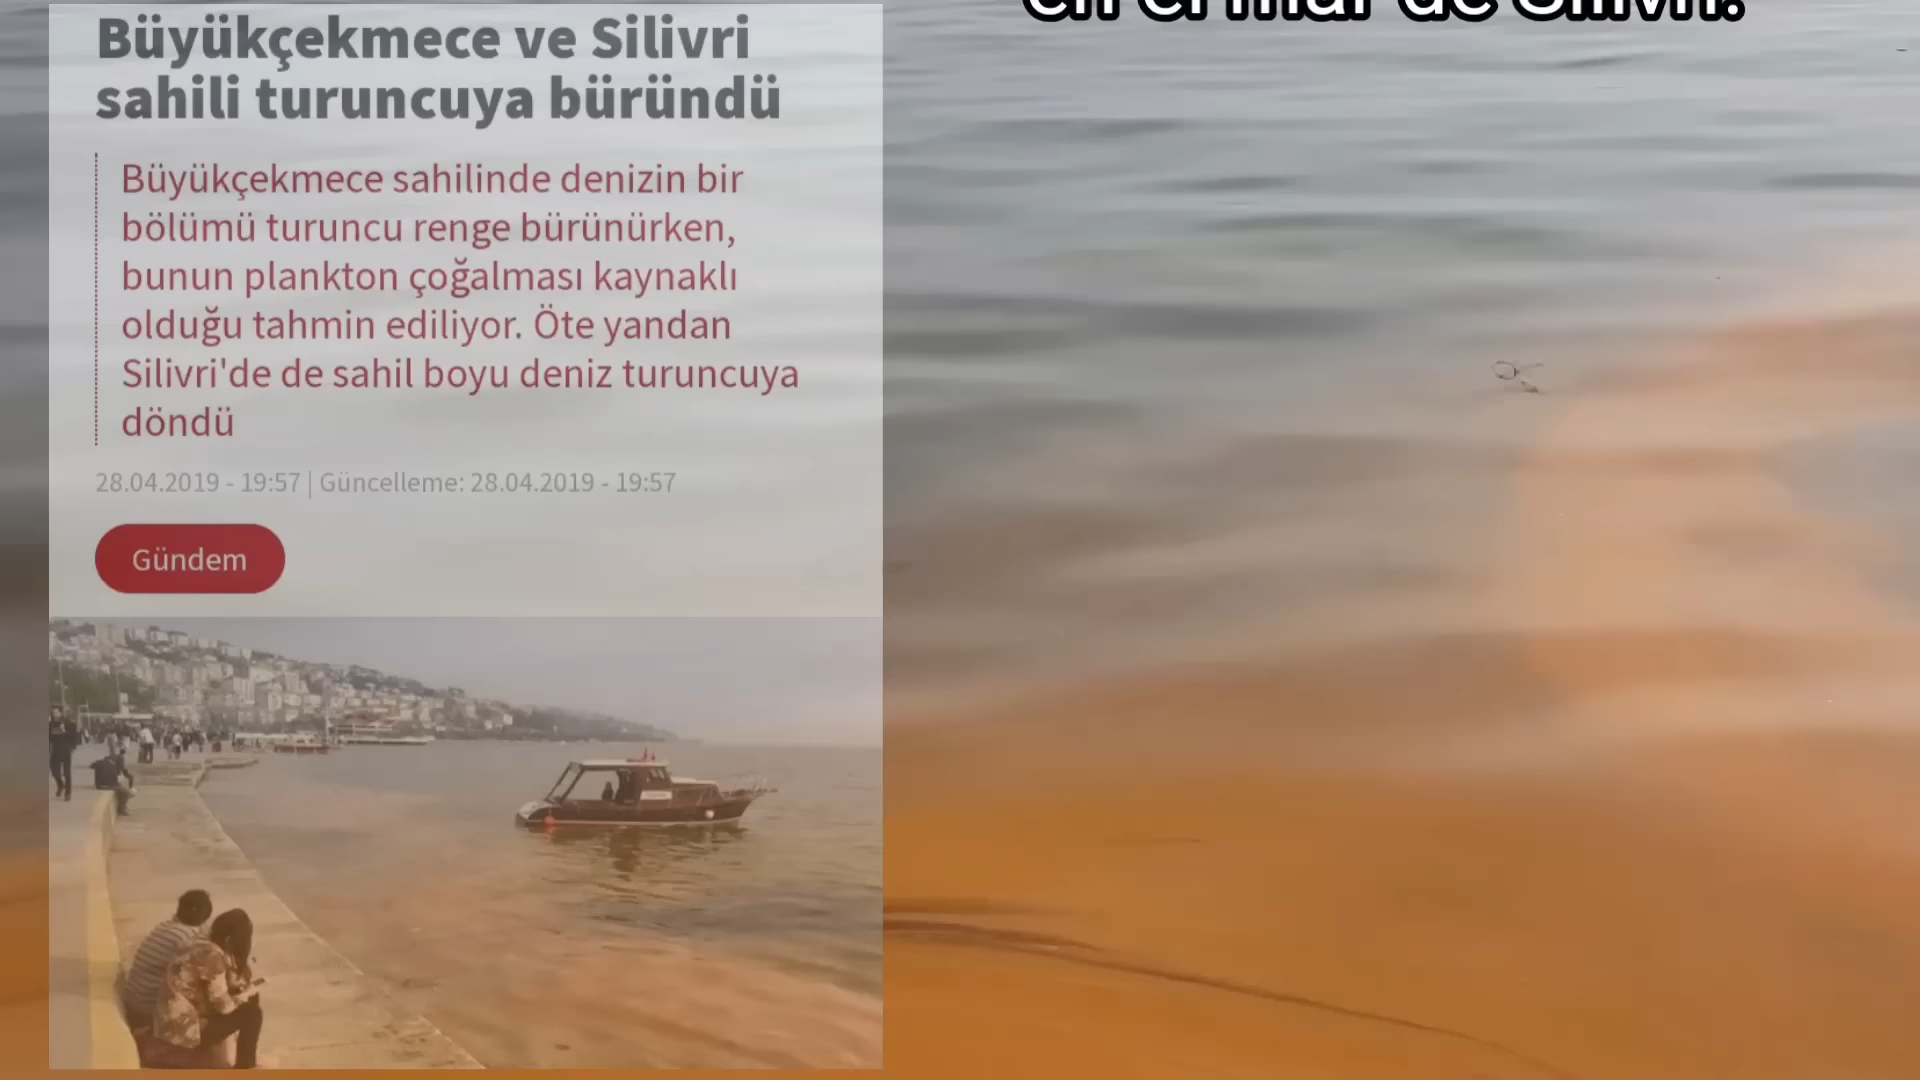 Büyükçekmece ve Silivri
sahili turuncuya büründü
Büyükçekmece sahilinde denizin bir
bölümü turuncu renge bürünürken,
bunun plankton çoğalması kaynaklı
olduğu tahmin ediliyor. Öte yandan
Silivri'de de sahil boyu deniz turuncuya
döndü
28.04.2019 - 19:57 | Güncelleme: 28.04.2019 - 19:57
Gündem
de Silivri.